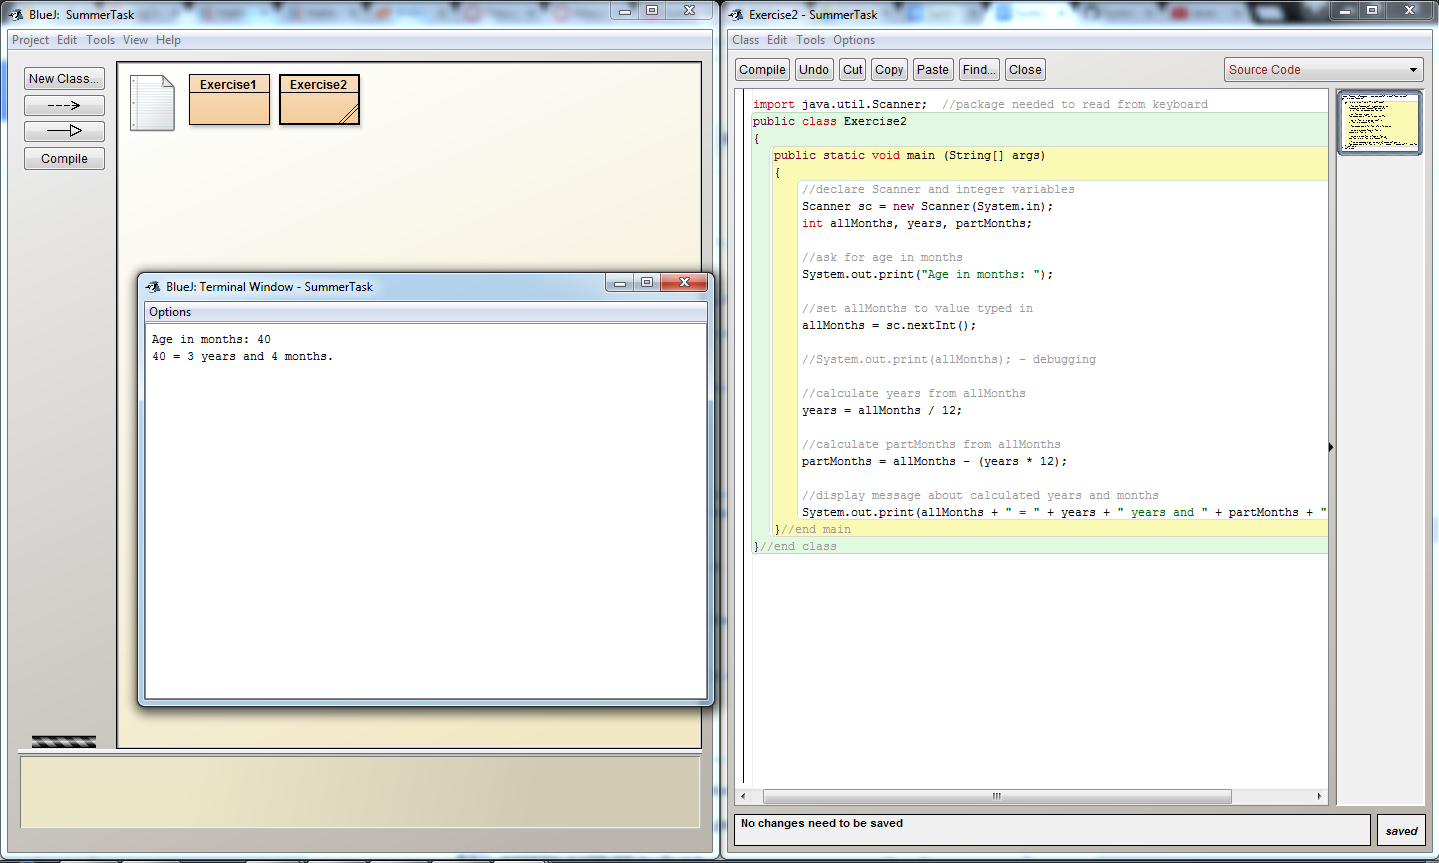 BlueJ: SummerTask
Project Edit Tools View Help
New Class...
Compile
Exercise1
Exercise2
BlueJ: Terminal Window - SummerTask
Options
Age in months: 40
40 = 3 years and 4 months.
Exercise2 - SummerTask
Class Edit Tools Options
Compile Undo Cut Copy Paste Find... Close Source Code
import java.util.Scanner;  //package needed to read from keyboard
public class Exercise2
{
public static void main (String[] args)
{
//declare Scanner and integer variables
Scanner sc = new Scanner(System.in);
int allMonths, years, partMonths;
//ask for age in months
System.out.print("Age in months: ");
//set allMonths to value typed in
allMonths = sc.nextInt();
//System.out.print(allMonths); - debugging
//calculate years from allMonths
years = allMonths / 12;
//calculate partMonths from allMonths
partMonths = allMonths - (years * 12);
//display message about calculated years and months
System.out.print(allMonths + " = " + years + " years and " + partMonths + "
}//end main
}//end class
No changes need to be saved
saved